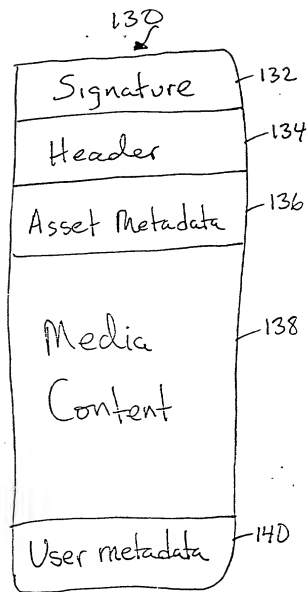 130
Signature 132
Header 134
Asset Metadata 136
Media 138
Content
User metadata 140